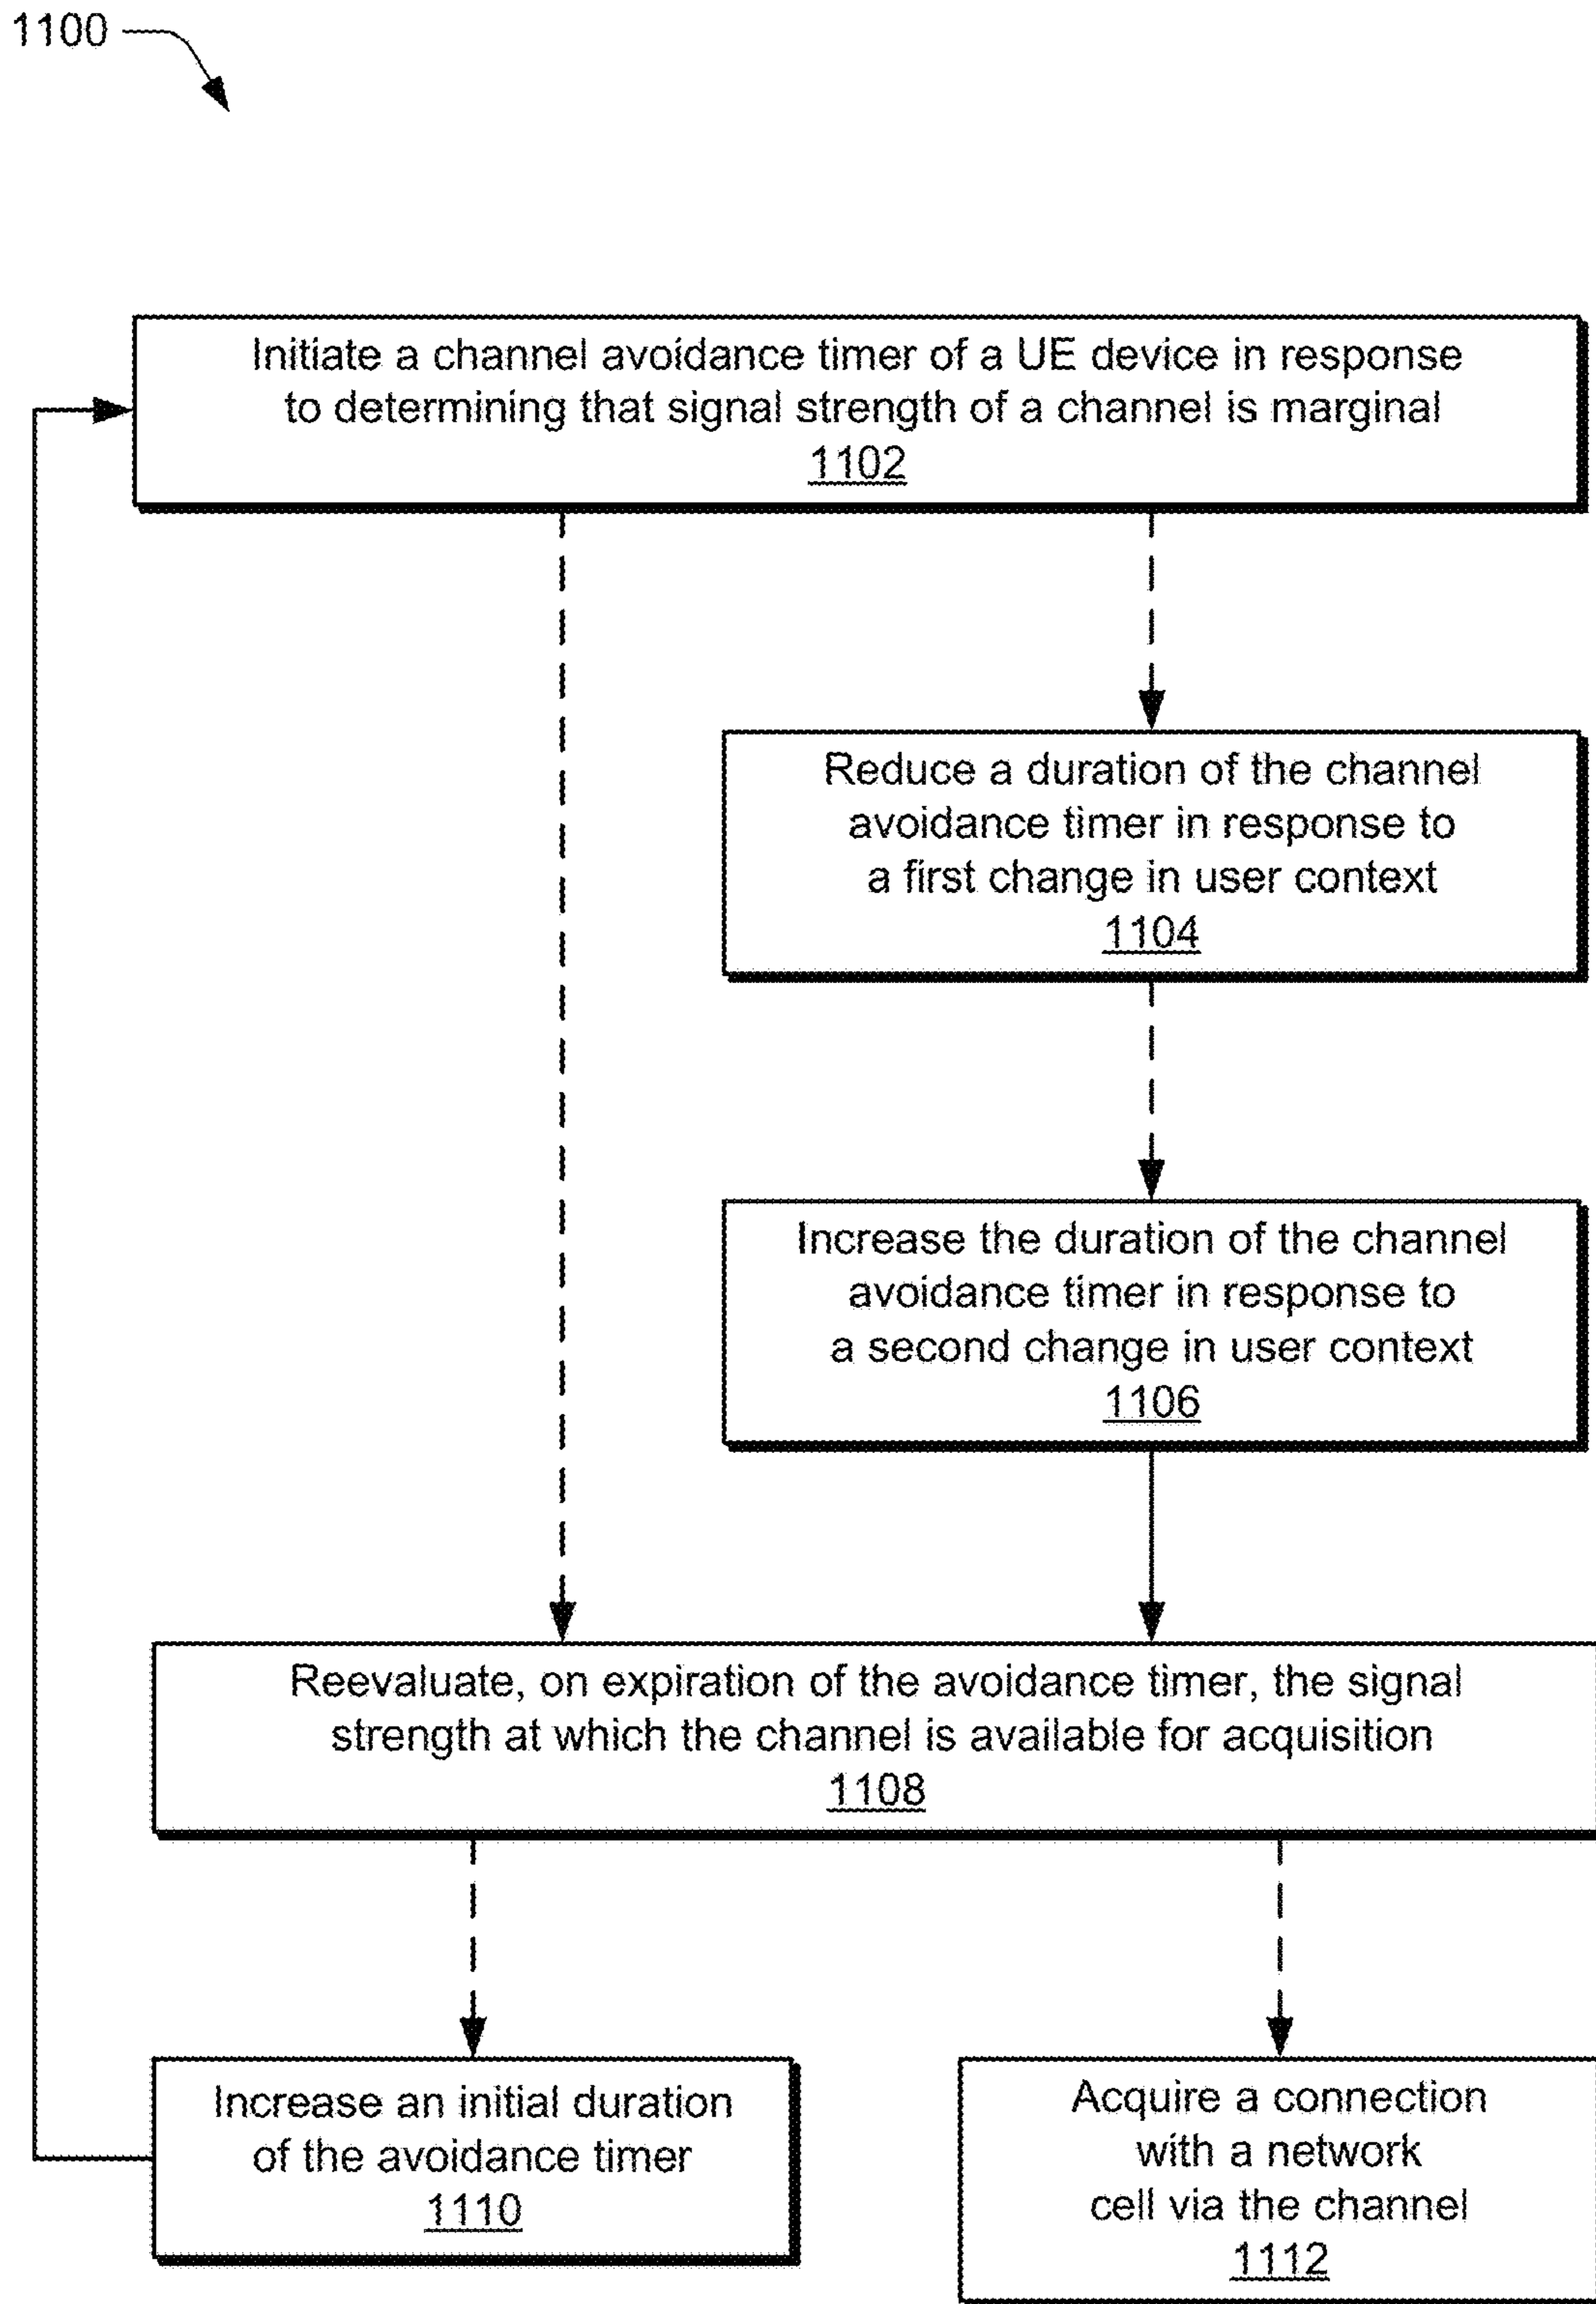 1100
Initiate a channel avoidance timer of a UE device in response
to determining that signal strength of a channel is marginal
1102
Reduce a duration of the channel
avoidance timer in response to
a first change in user context
1104
Increase the duration of the channel
avoidance timer in response to
a second change in user context
1106
Reevaluate, on expiration of the avoidance timer, the signal
strength at which the channel is available for acquisition
1108
Increase an initial duration
of the avoidance timer
1110
Acquire a connection
with a network
cell via the channel
1112